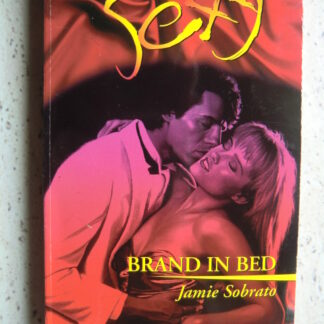 Sexy
BRAND IN BED
Jamie Sobrato